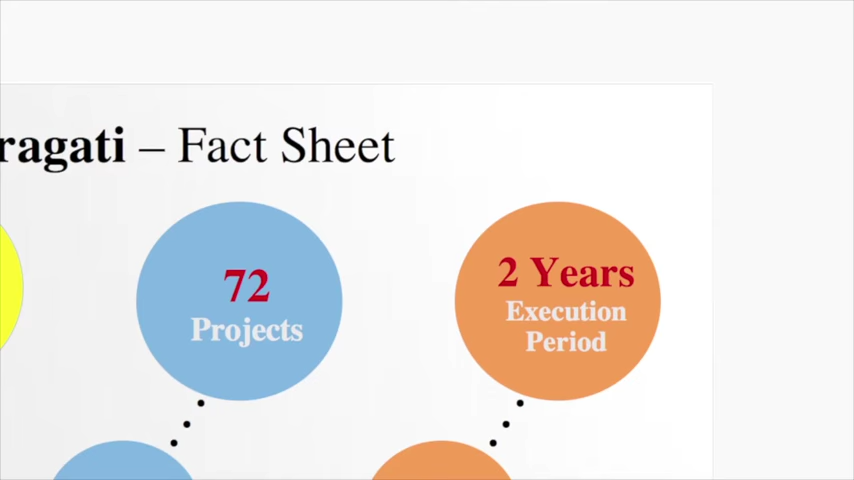 ragati – Fact Sheet
72
Projects
2 Years
Execution
Period